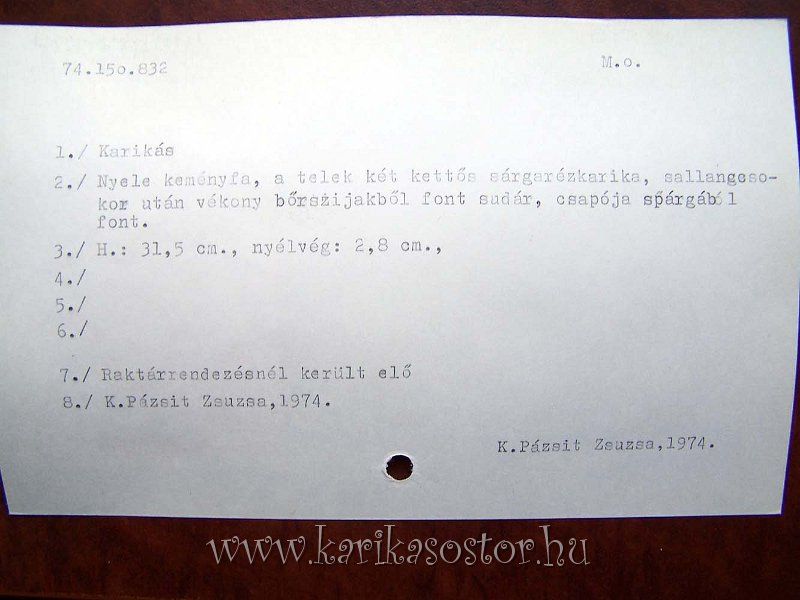 74.15o.832 M.o.
1./ Karikás
2./ Nyele keményfa, a telek két kettős sárgarézkarika, sallangcso-
kor után vékony bőrszijakból font sudár, csapója spárgából
font.
3./ H.: 31,5 cm., nyélvég: 2,8 cm.,
4./
5./
6./
7./ Raktárrendezésnél került elő
8./ K.Pázsit Zsuzsa,1974.
K.Pázsit Zsuzsa,1974.
www.karikasostor.hu